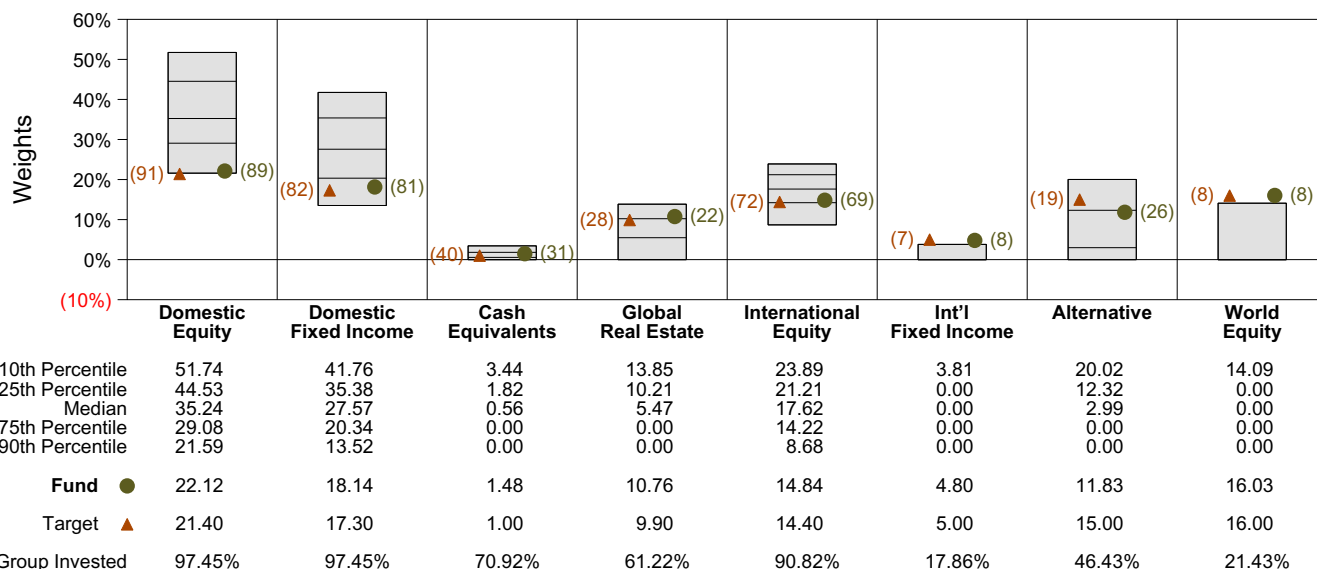 60%
50%
40%
30%
20%
10%
0%
(10%)
Weights
(91) (89)
(82) (81)
(40) (31)
(28) (22)
(72) (69)
(7) (8)
(19) (26)
(8) (8)
Domestic Equity
Domestic Fixed Income
Cash Equivalents
Global Real Estate
International Equity
Int'l Fixed Income
Alternative
World Equity
10th Percentile 51.74 41.76 3.44 13.85 23.89 3.81 20.02 14.09
25th Percentile 44.53 35.38 1.82 10.21 21.21 0.00 12.32 0.00
Median 35.24 27.57 0.56 5.47 17.62 0.00 2.99 0.00
75th Percentile 29.08 20.34 0.00 0.00 14.22 0.00 0.00 0.00
90th Percentile 21.59 13.52 0.00 0.00 8.68 0.00 0.00 0.00
Fund 22.12 18.14 1.48 10.76 14.84 4.80 11.83 16.03
Target 21.40 17.30 1.00 9.90 14.40 5.00 15.00 16.00
Group Invested 97.45% 97.45% 70.92% 61.22% 90.82% 17.86% 46.43% 21.43%